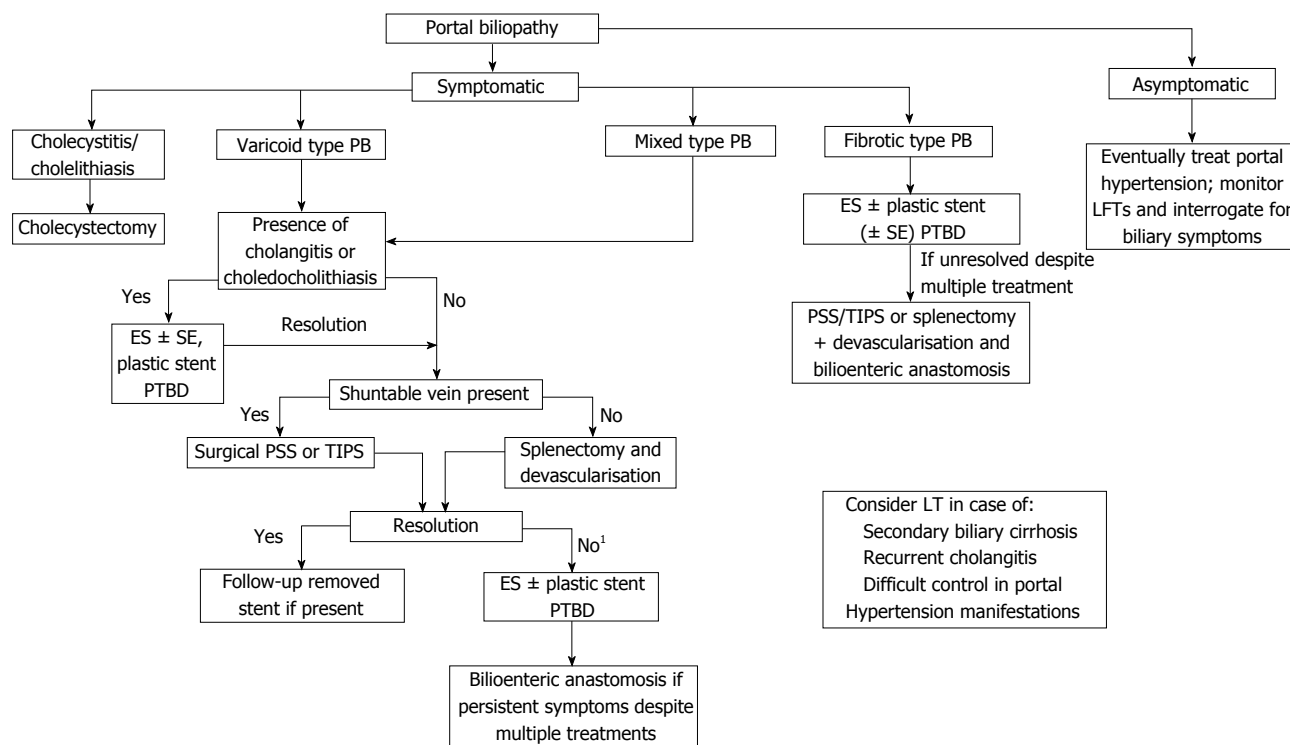 Portal biliopathy
Symptomatic
Asymptomatic
Cholecystitis/
cholelithiasis
Varicoid type PB
Mixed type PB
Fibrotic type PB
Eventually treat portal
hypertension; monitor
LFTs and interrogate for
biliary symptoms
Cholecystectomy
Presence of
cholangitis or
choledocholithiasis
ES ± plastic stent
(± SE) PTBD
If unresolved despite
multiple treatment
Yes
No
PSS/TIPS or splenectomy
+ devascularisation and
bilioenteric anastomosis
ES ± SE,
plastic stent
PTBD
Resolution
Shuntable vein present
Yes
No
Surgical PSS or TIPS
Splenectomy and
devascularisation
Resolution
Yes
No¹
Follow-up removed
stent if present
ES ± plastic stent
PTBD
Bilioenteric anastomosis if
persistent symptoms despite
multiple treatments
Consider LT in case of:
Secondary biliary cirrhosis
Recurrent cholangitis
Difficult control in portal
Hypertension manifestations